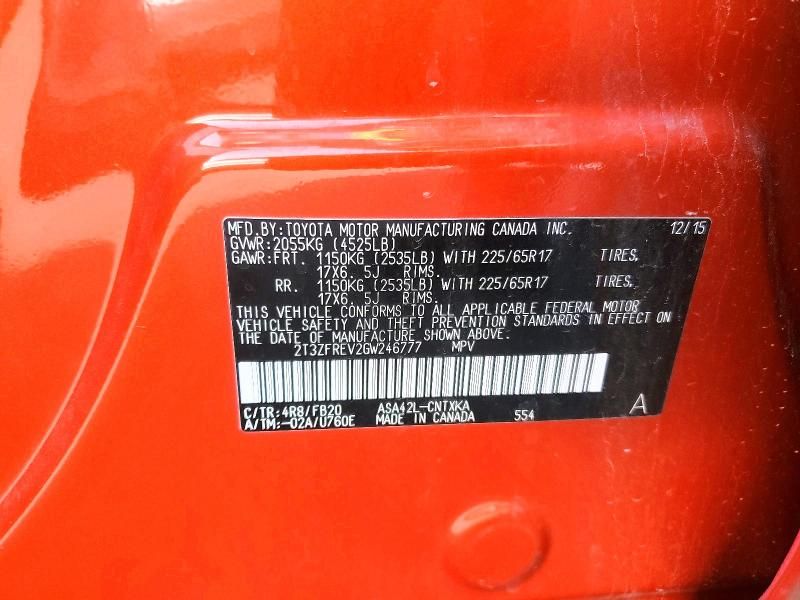 MFD.BY:TOYOTA MOTOR MANUFACTURING CANADA INC. 12/15
GVWR:2055KG (4525LB)
GAWR:FRT. 1150KG (2535LB) WITH 225/65R17 TIRES.
17X6. 5J RIMS.
RR. 1150KG (2535LB) WITH 225/65R17 TIRES.
17X6. 5J RIMS.
THIS VEHICLE CONFORMS TO ALL APPLICABLE FEDERAL MOTOR
VEHICLE SAFETY AND THEFT PREVENTION STANDARDS IN EFFECT ON
THE DATE OF MANUFACTURE SHOWN ABOVE.
2T3ZFREV2GW246777 MPV
C/TR:4R8/FB20 ASA42L-CNTXKA A
A/TM:-02A/U760E MADE IN CANADA 554